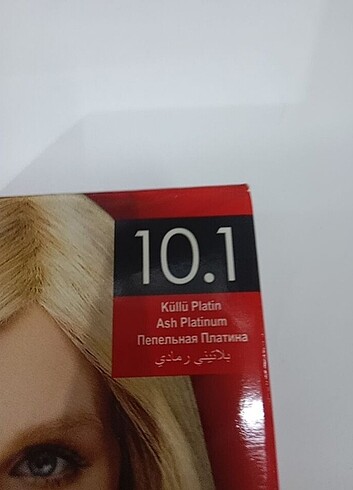 10.1
Küllü Platin
Ash Platinum
Пепельная Платина
بلاتيني رمادي